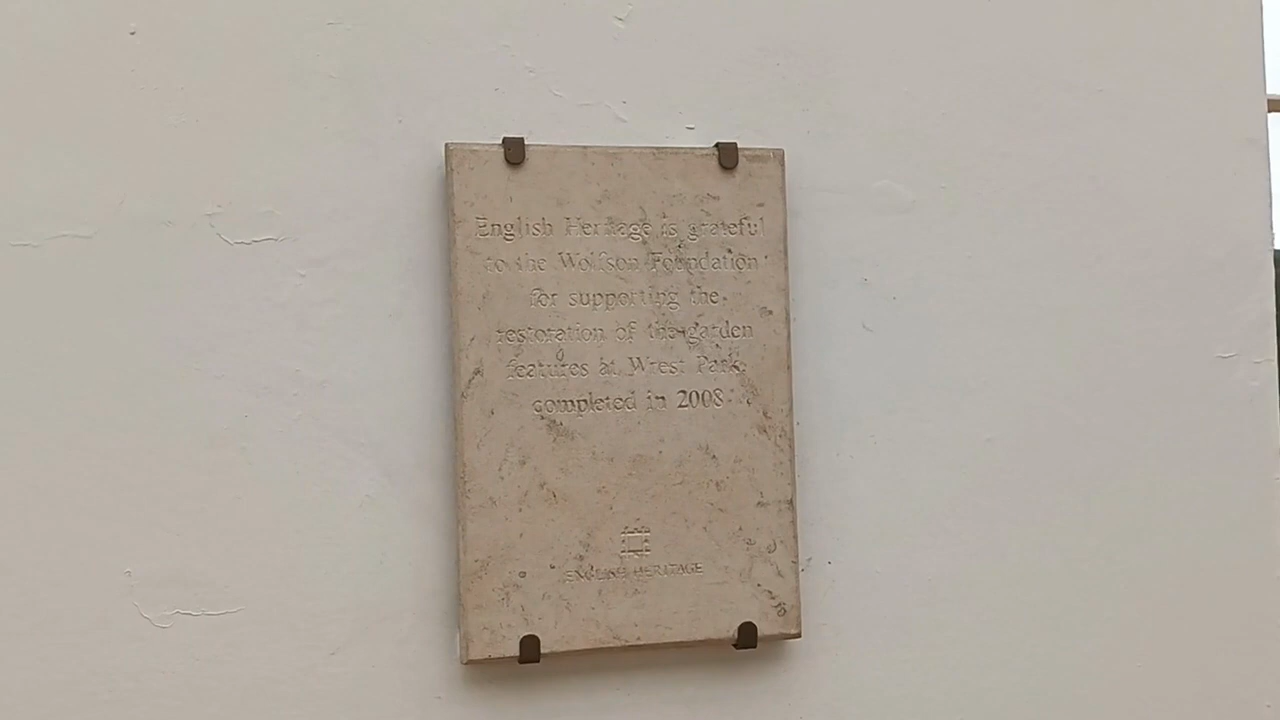 English Heritage is grateful
to the Wolfson Foundation
for supporting the
restoration of the garden
features at Wrest Park
completed in 2008
ENGLISH HERITAGE